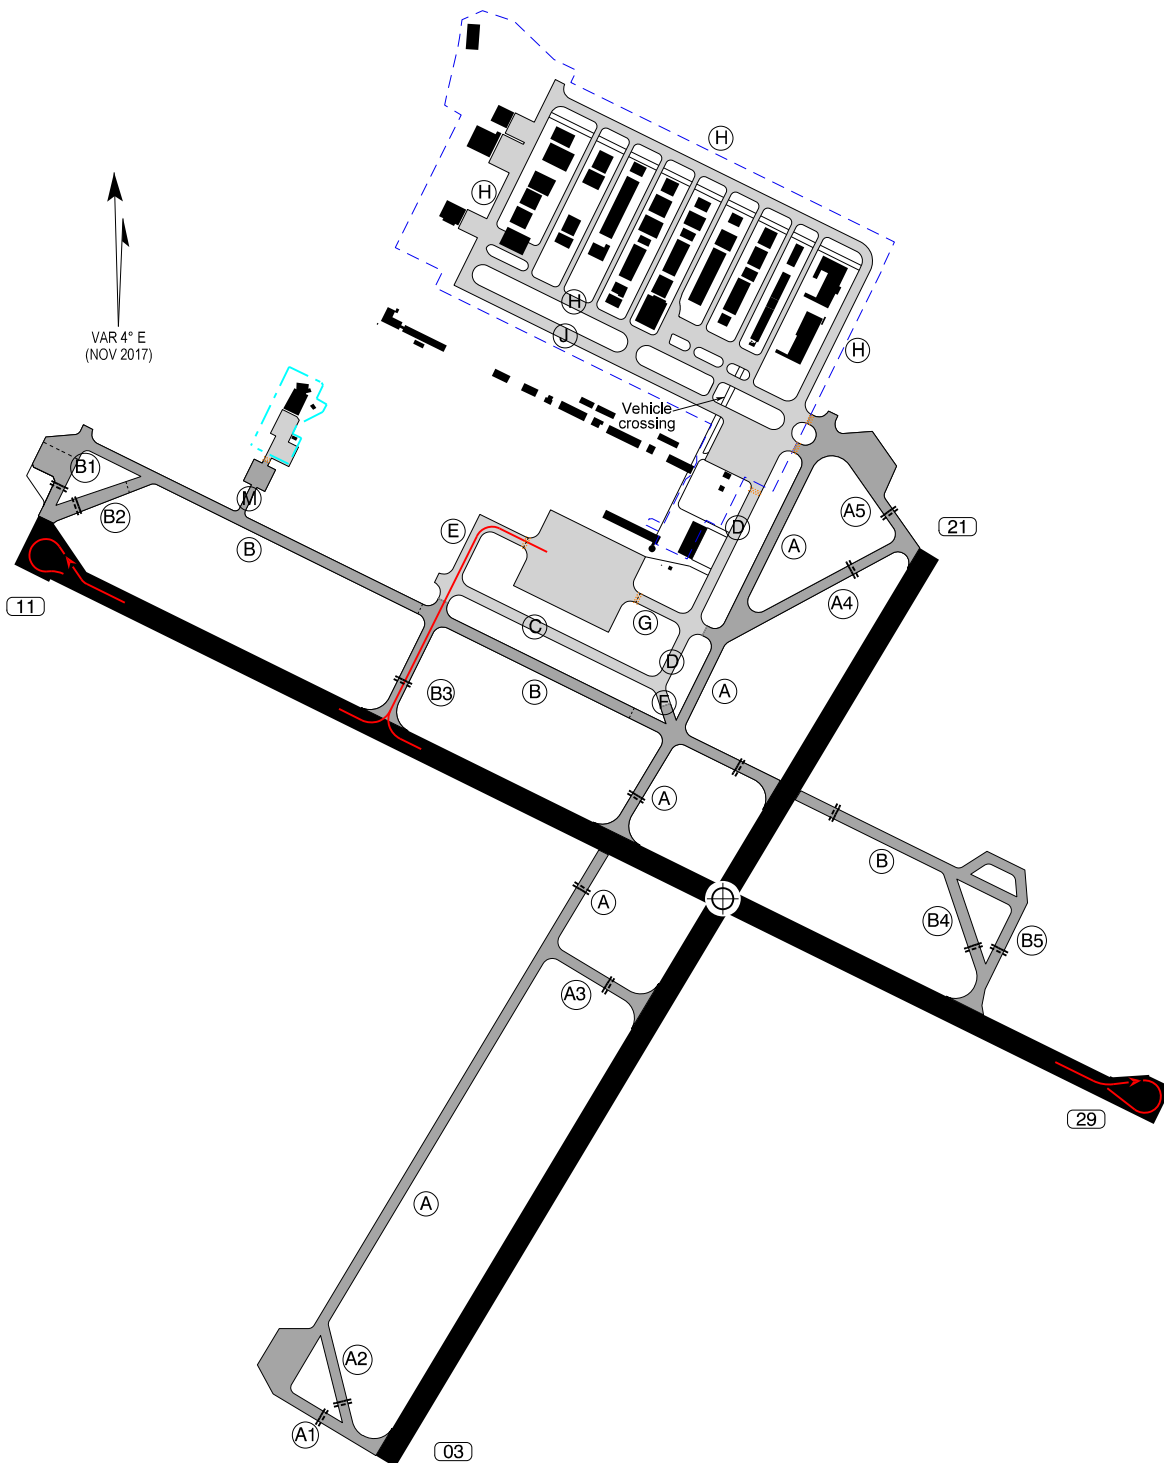 H
H
H
J
H
VAR 4° E
(NOV 2017)
Vehicle
crossing
H
B1
M
B2
B
E
D
A
A5
21
11
A4
G
C
D
B3
B
F
A
A
B
A
B4
B5
A3
29
A
A2
A1
03